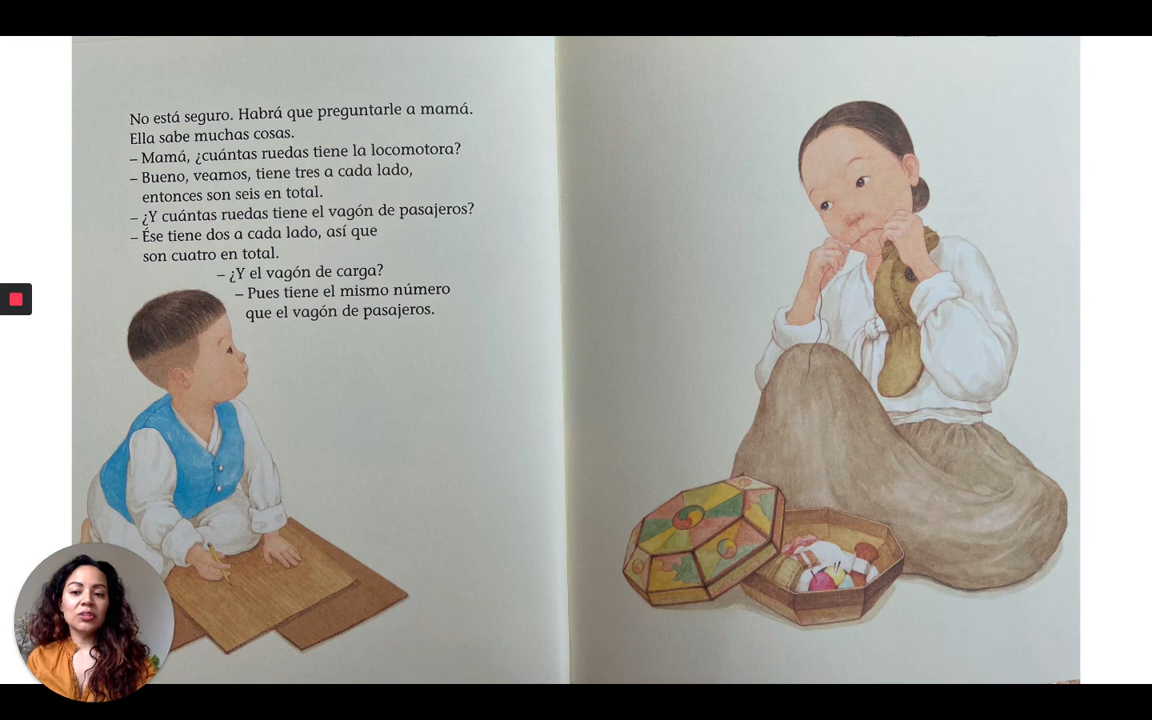 No está seguro. Habrá que preguntarle a mamá.
Ella sabe muchas cosas.
– Mamá, ¿cuántas ruedas tiene la locomotora?
– Bueno, veamos, tiene tres a cada lado,
entonces son seis en total.
– ¿Y cuántas ruedas tiene el vagón de pasajeros?
– Ése tiene dos a cada lado, así que
son cuatro en total.
– ¿Y el vagón de carga?
– Pues tiene el mismo número
que el vagón de pasajeros.